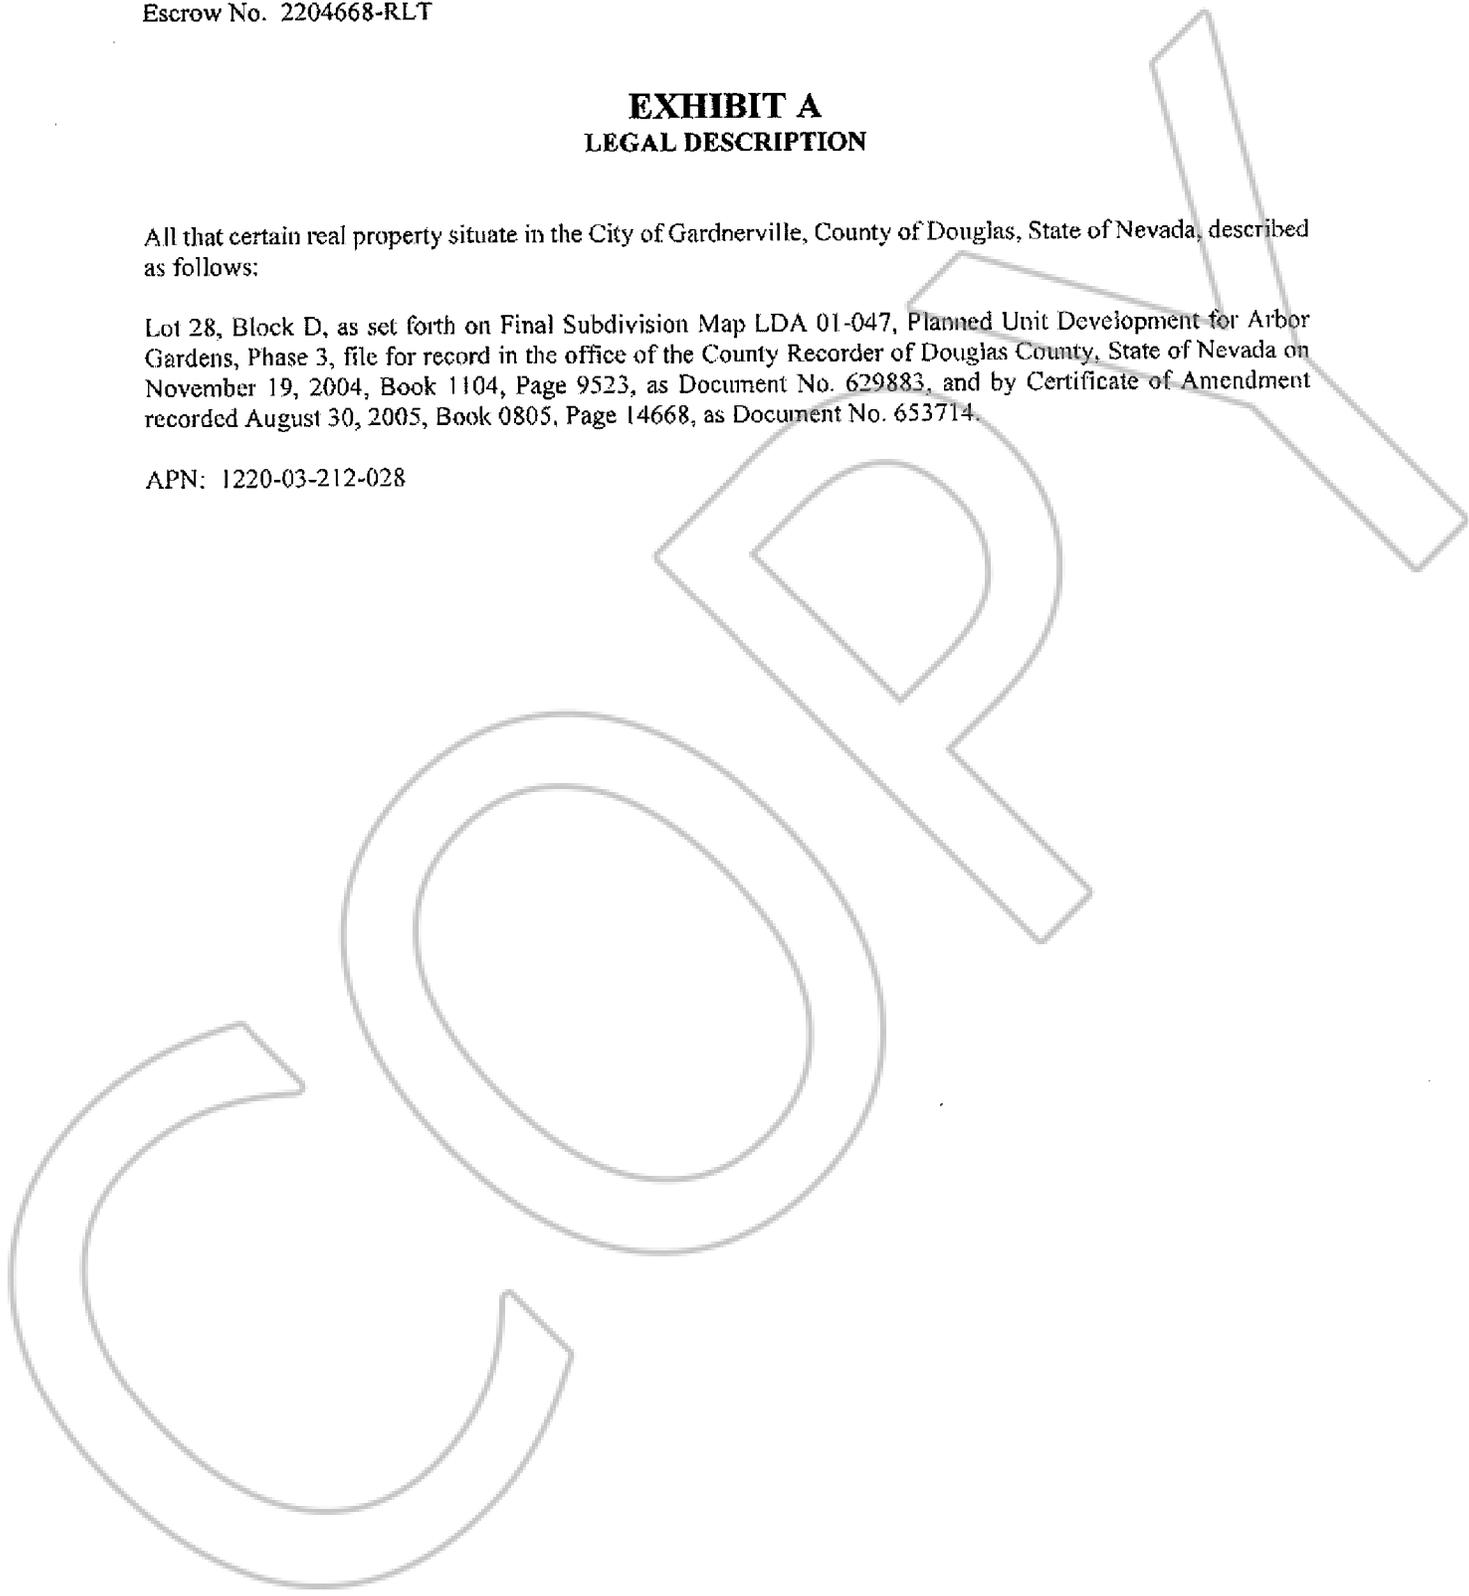 Escrow No. 2204668-RLT
EXHIBIT A
LEGAL DESCRIPTION
All that certain real property situate in the City of Gardnerville, County of Douglas, State of Nevada, described
as follows:
Lot 28, Block D, as set forth on Final Subdivision Map LDA 01-047, Planned Unit Development for Arbor
Gardens, Phase 3, file for record in the office of the County Recorder of Douglas County, State of Nevada on
November 19, 2004, Book 1104, Page 9523, as Document No. 629883, and by Certificate of Amendment
recorded August 30, 2005, Book 0805, Page 14668, as Document No. 653714.
APN: 1220-03-212-028
COPY